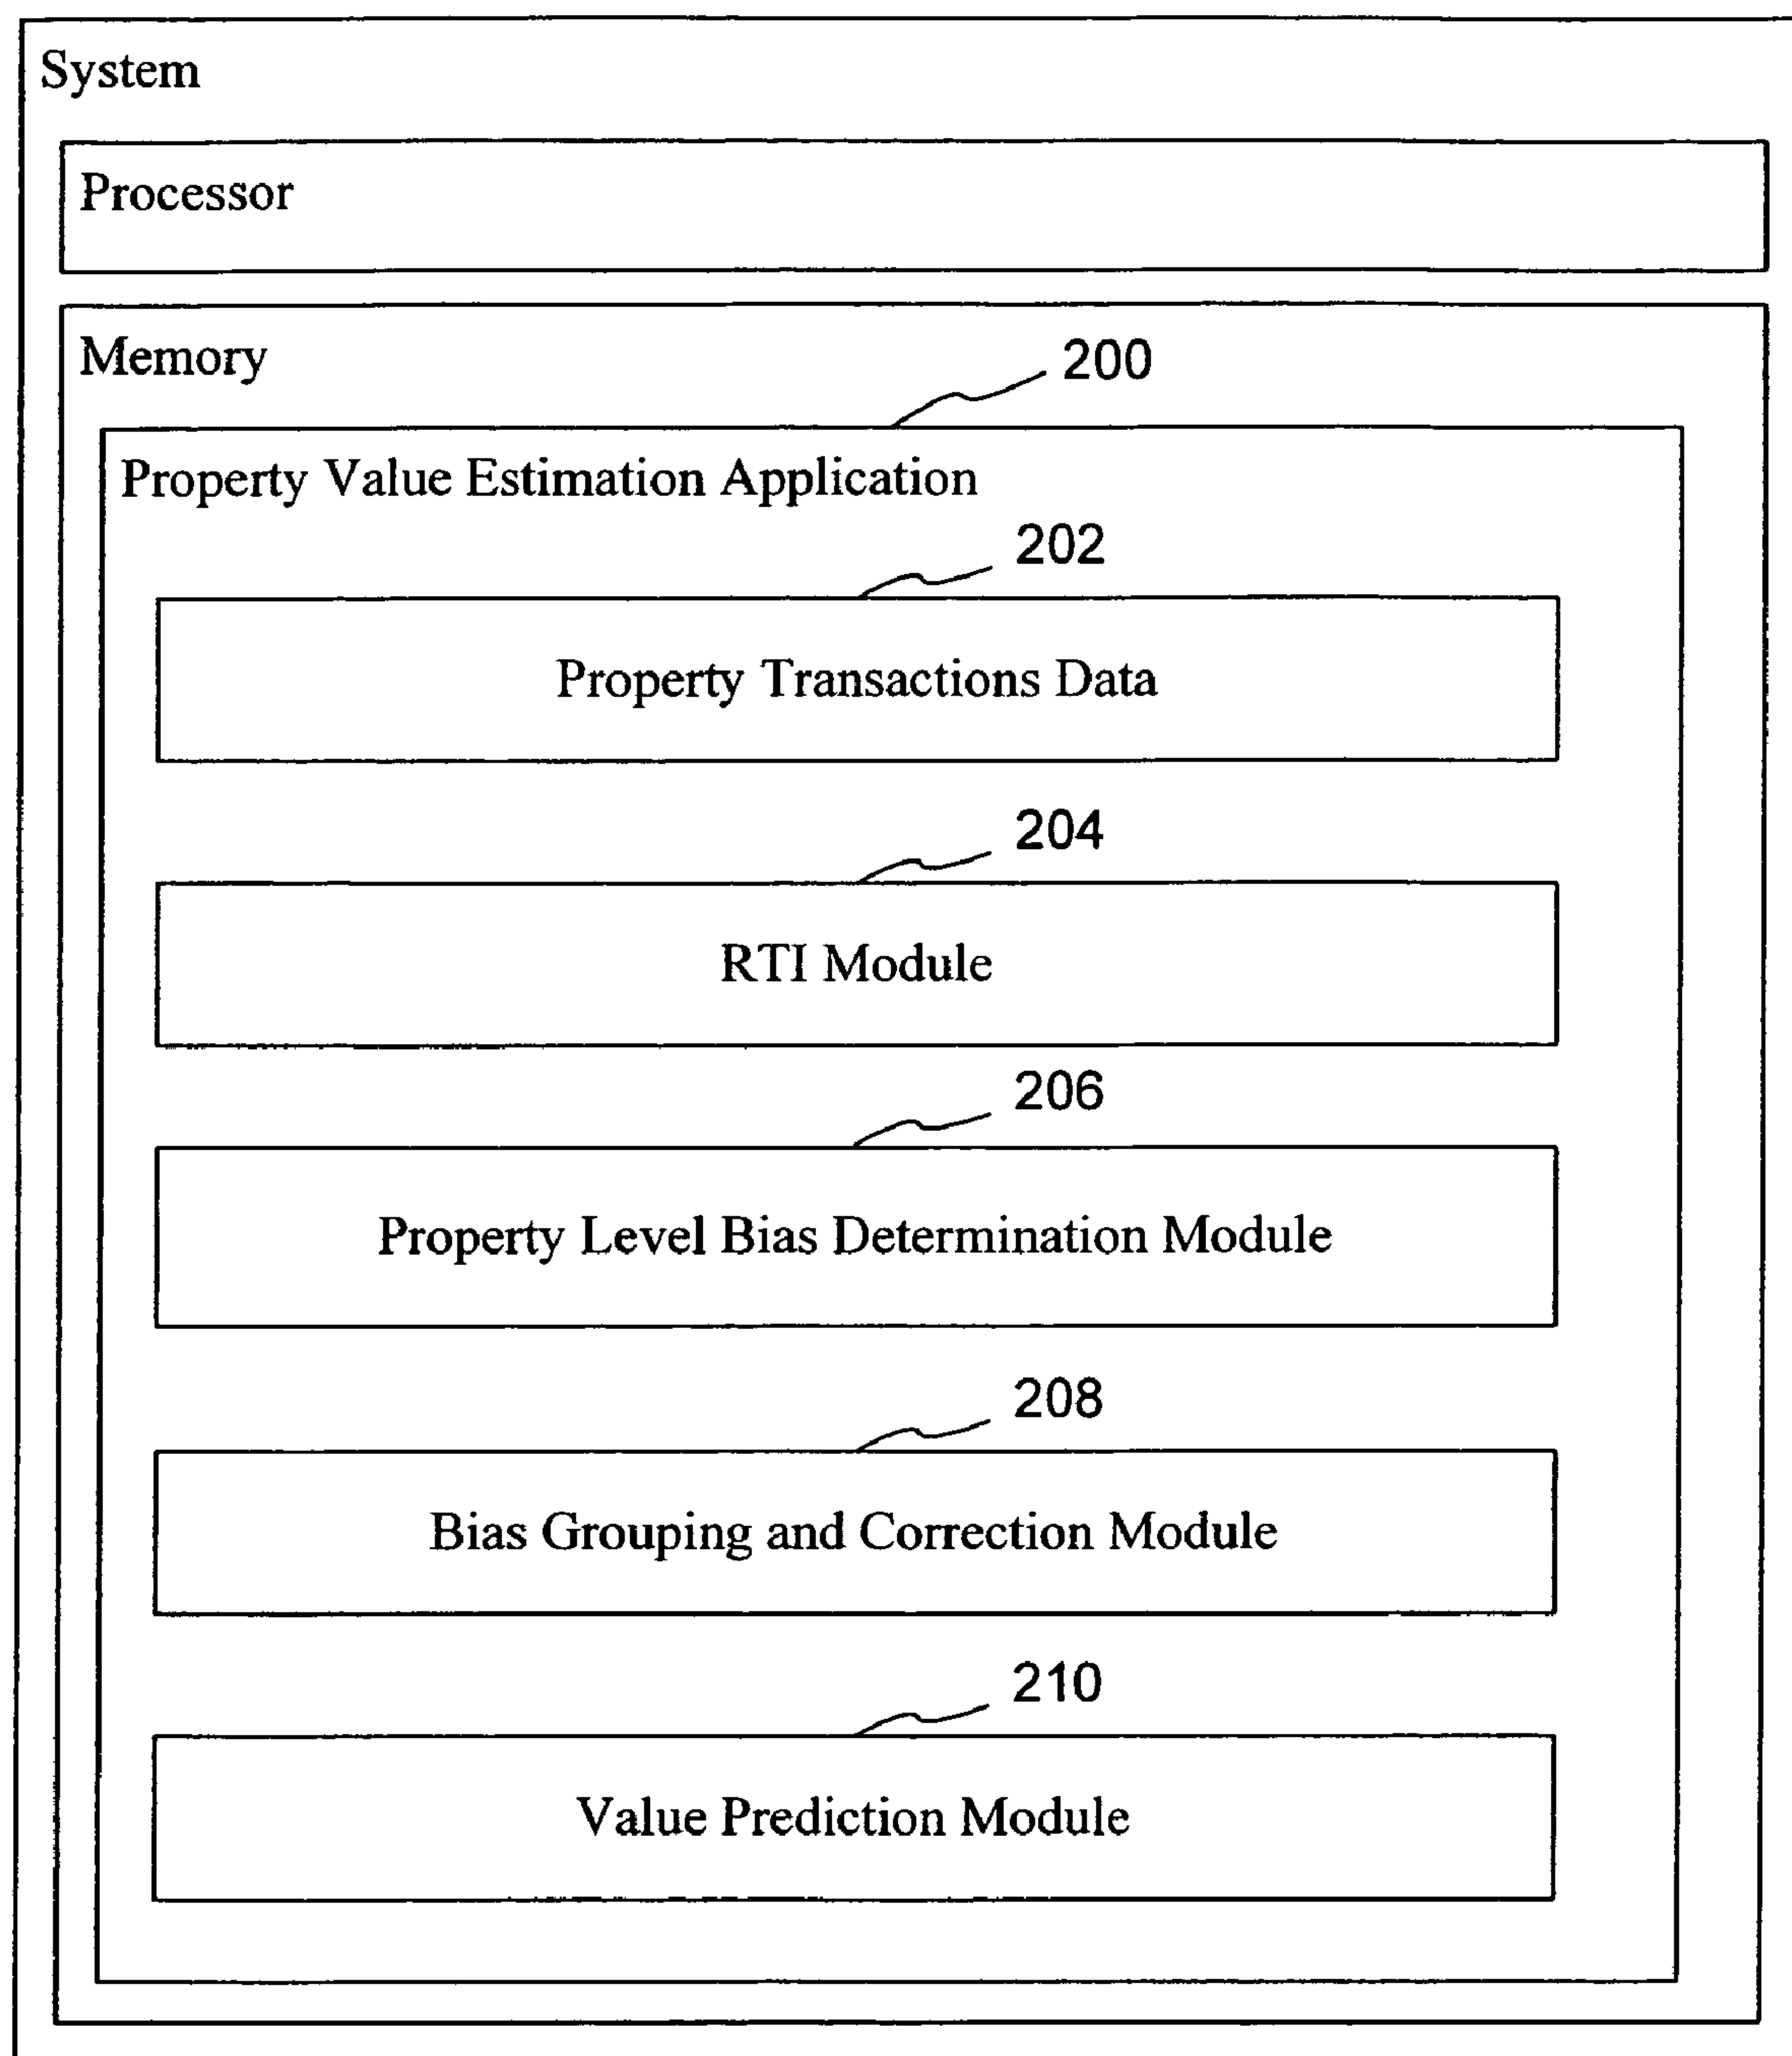 System
Processor
Memory
200
Property Value Estimation Application
202
Property Transactions Data
204
RTI Module
206
Property Level Bias Determination Module
208
Bias Grouping and Correction Module
210
Value Prediction Module